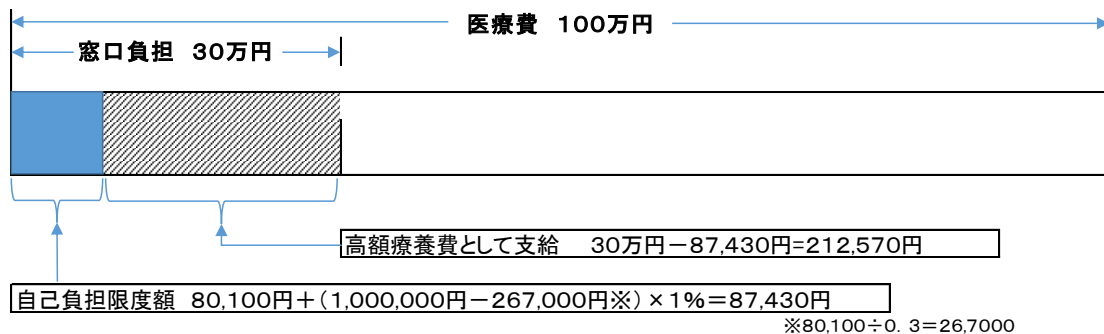 医療費 100万円
窓口負担 30万円
高額療養費として支給 30万円－87,430円=212,570円
自己負担限度額 80,100円＋(1,000,000円－267,000円※)×1%＝87,430円
※80,100÷0. 3=26,7000